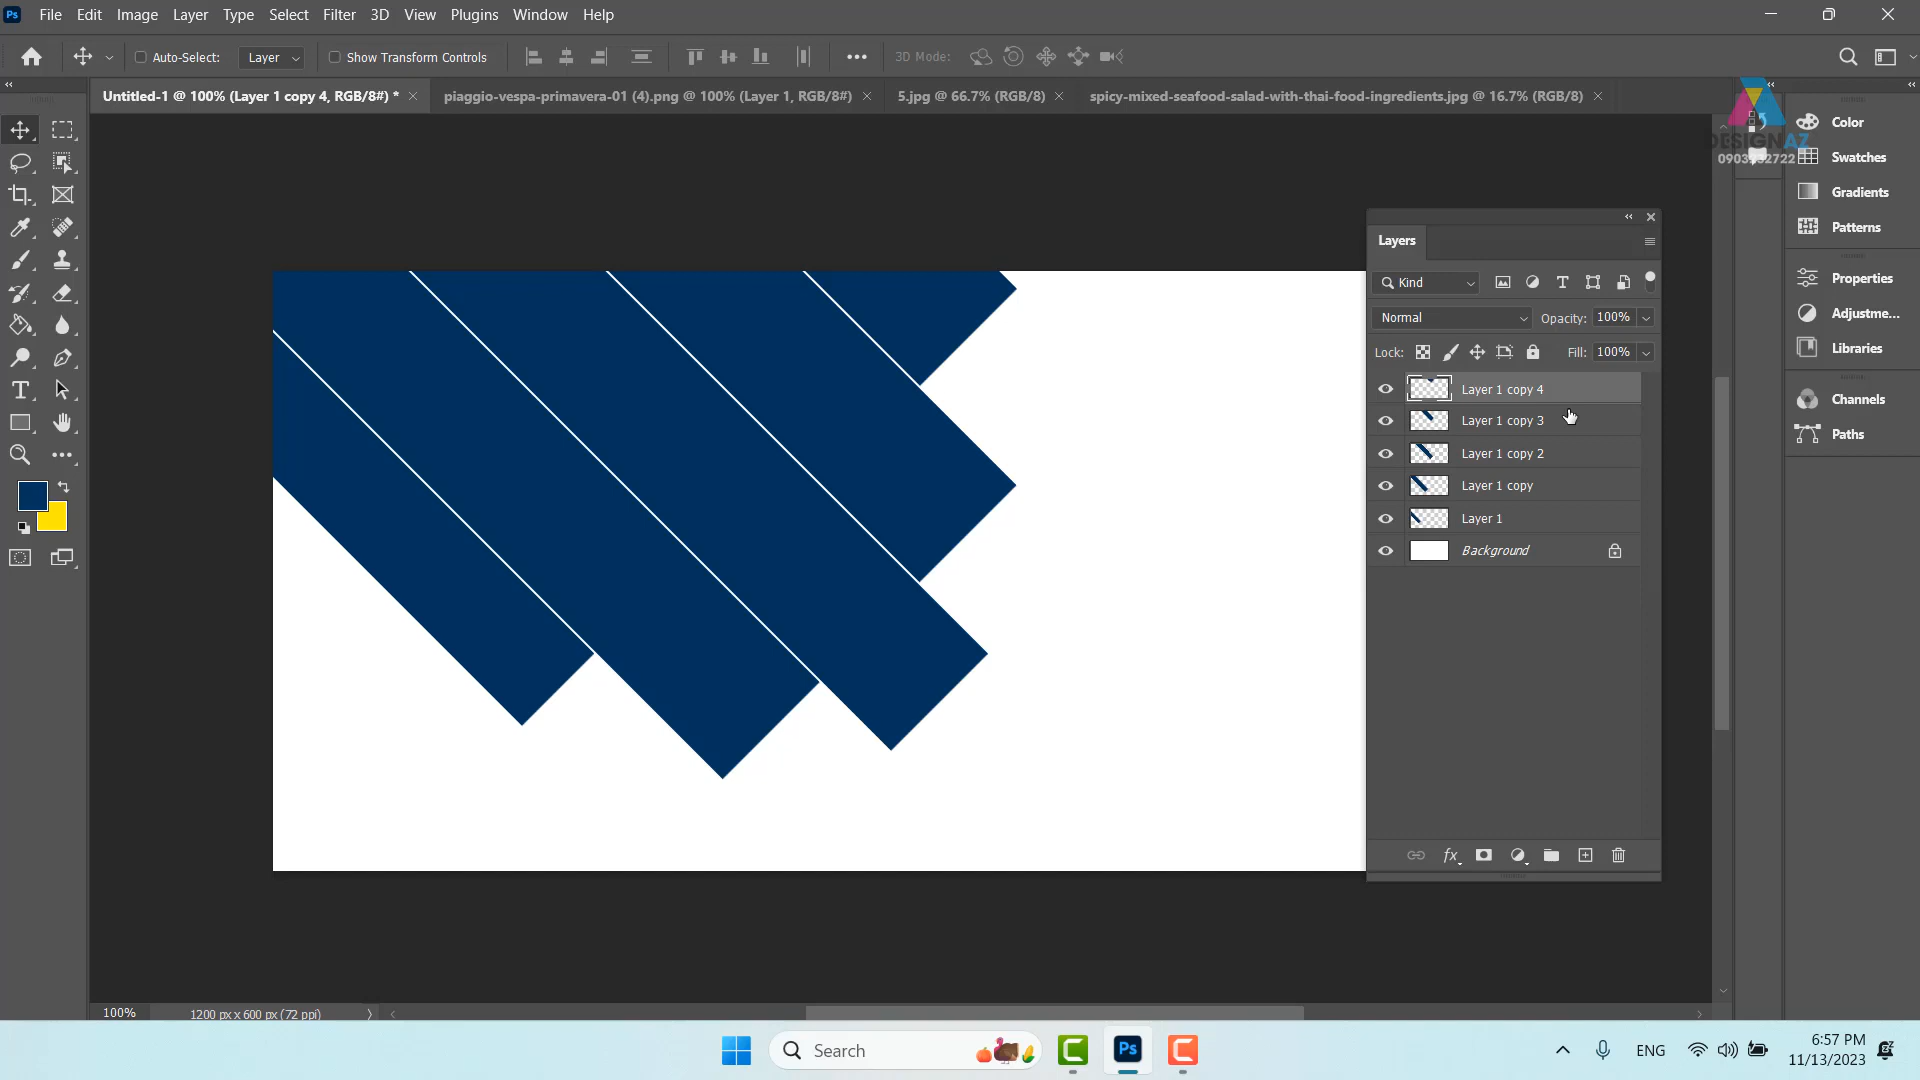 Ps File Edit Image Layer Type Select Filter 3D View Plugins Window Help
Auto-Select: Layer Show Transform Controls 3D Mode:
Untitled-1 @ 100% (Layer 1 copy 4, RGB/8#) * piaggio-vespa-primavera-01 (4).png @ 100% (Layer 1, RGB/8#) 5.jpg @ 66.7% (RGB/8) spicy-mixed-seafood-salad-with-thai-food-ingredients.jpg @ 16.7% (RGB/8)
DESIGNAZ
Color
Swatches
Gradients
Patterns
Properties
Adjustme...
Libraries
Channels
Paths
Layers
Kind
Normal Opacity: 100%
Lock: Fill: 100%
Layer 1 copy 4
Layer 1 copy 3
Layer 1 copy 2
Layer 1 copy
Layer 1
Background
fx
100% 1200 px x 600 px (72 ppi)
Search Ps ENG 6:57 PM
11/13/2023